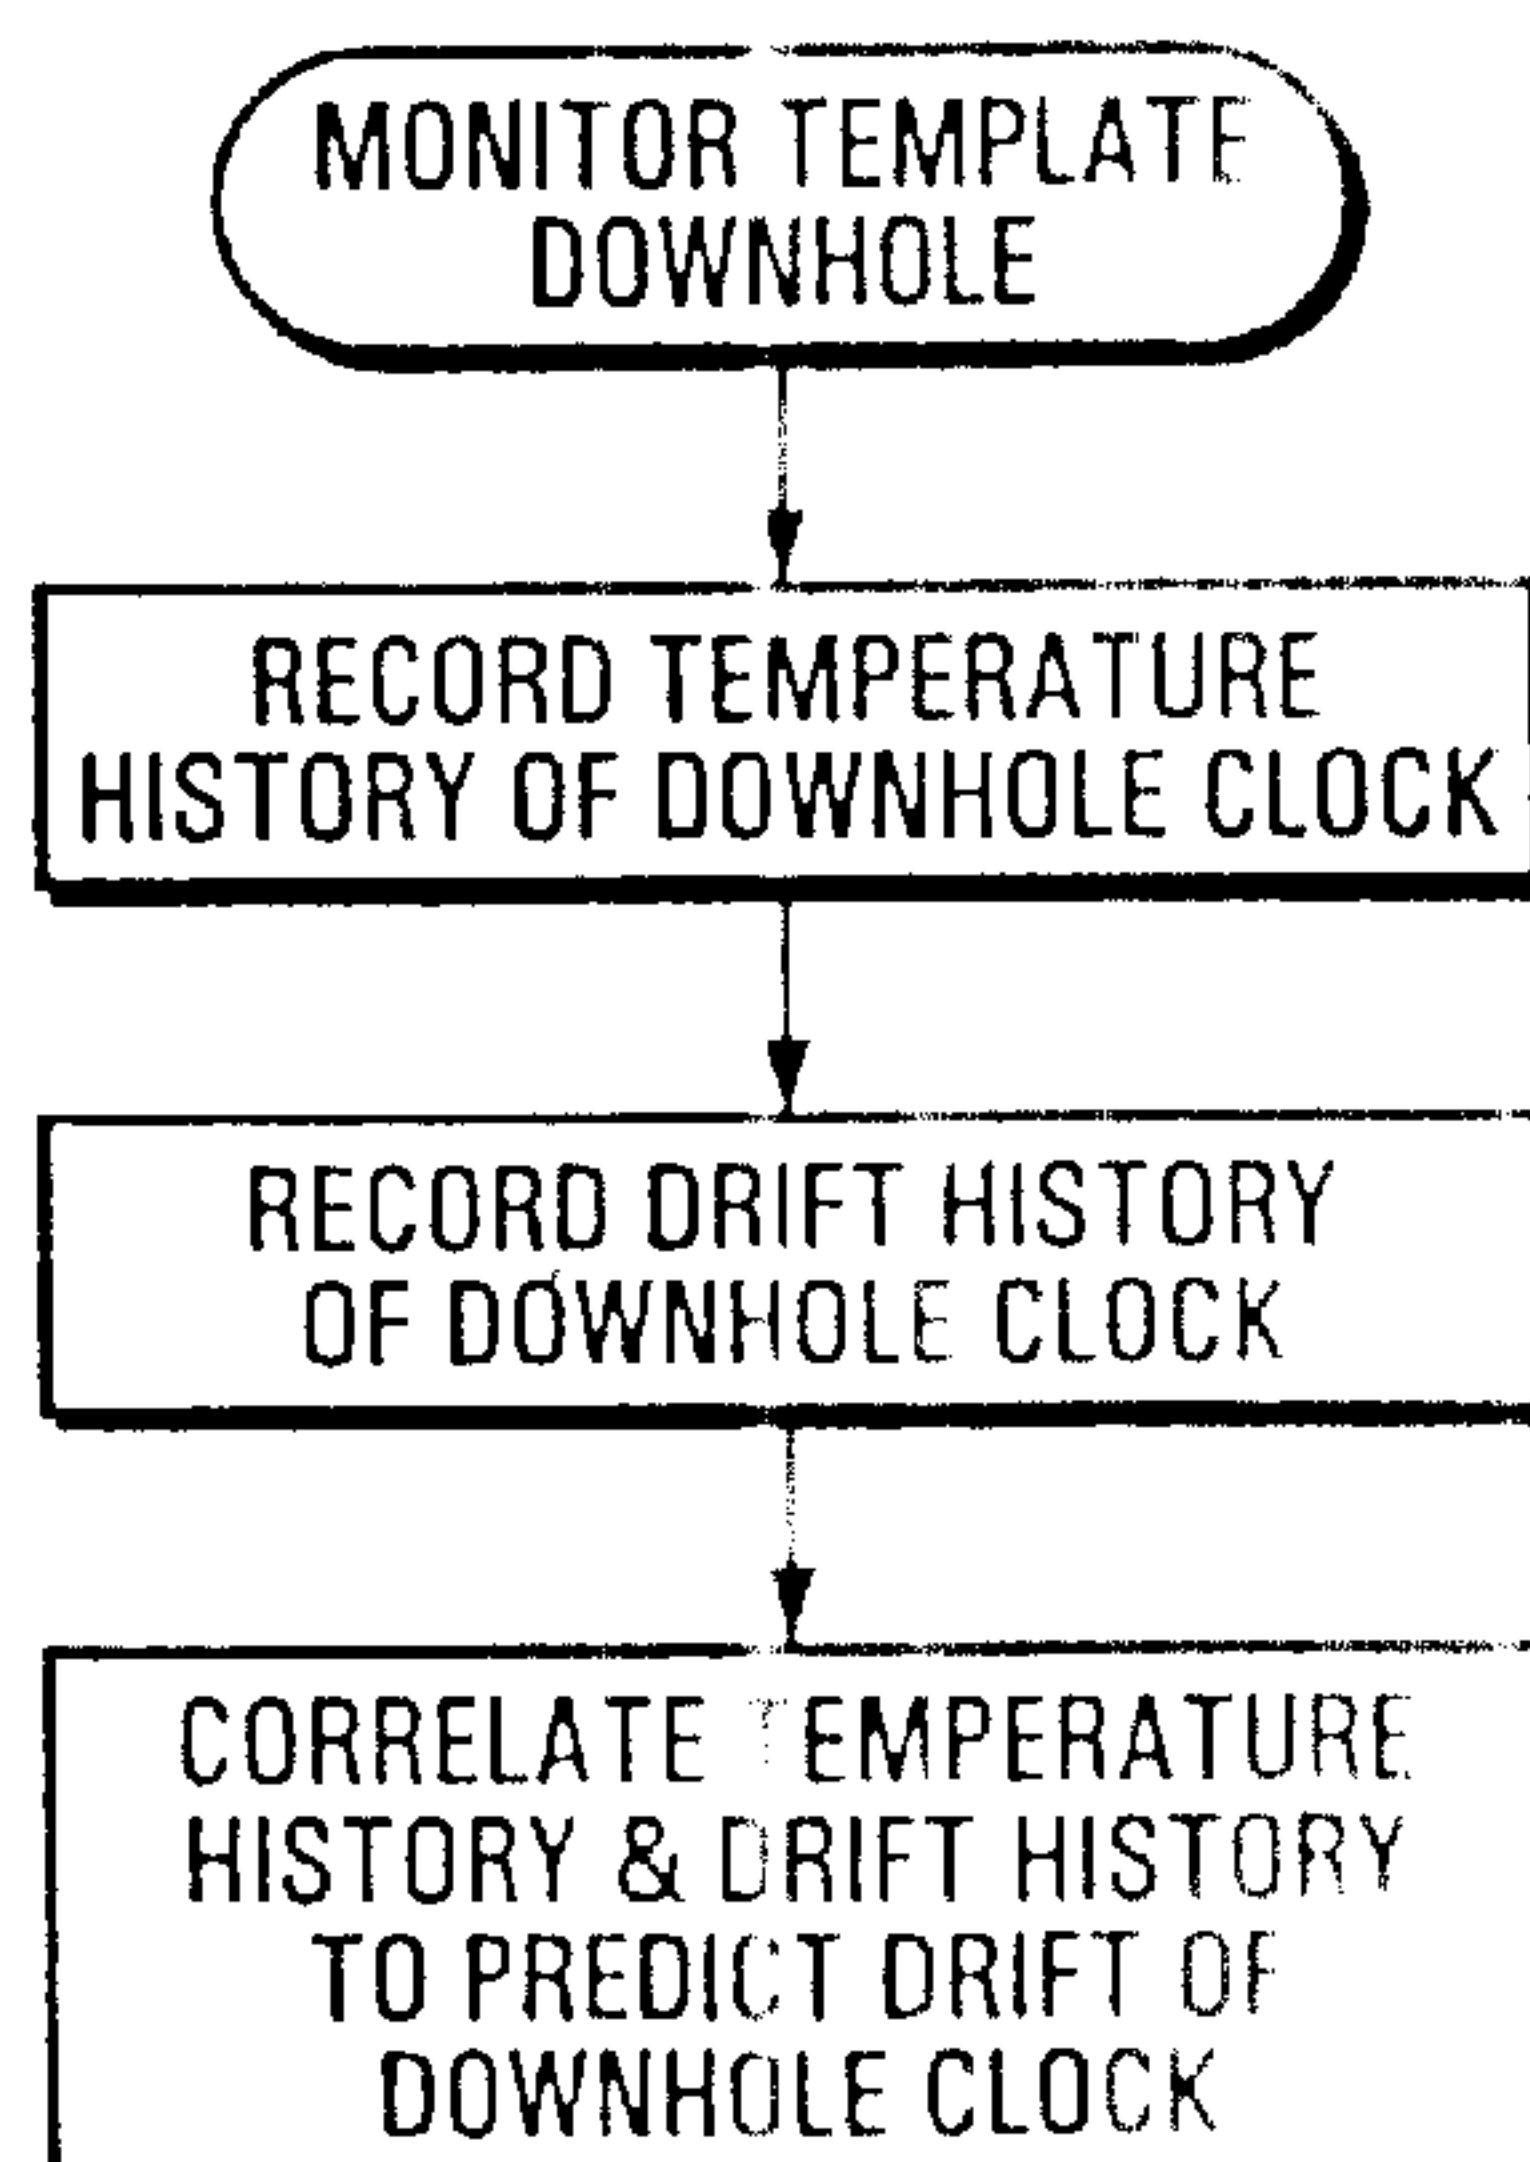 MONITOR TEMPLATE
DOWNHOLE
RECORD TEMPERATURE
HISTORY OF DOWNHOLE CLOCK
RECORD DRIFT HISTORY
OF DOWNHOLE CLOCK
CORRELATE TEMPERATURE
HISTORY & DRIFT HISTORY
TO PREDICT DRIFT OF
DOWNHOLE CLOCK